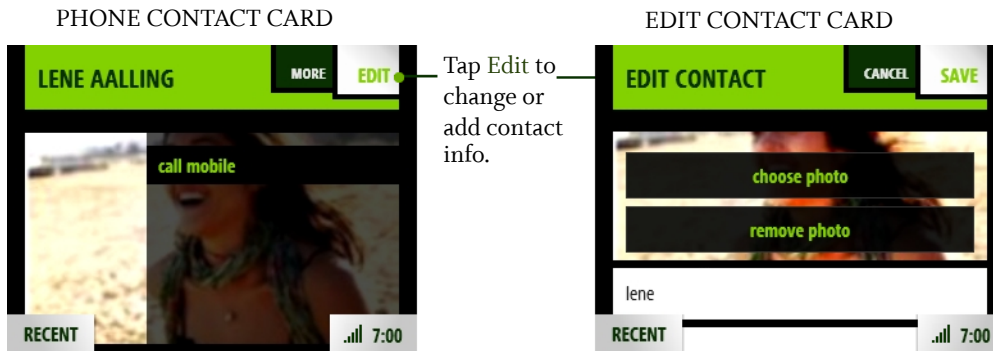 PHONE CONTACT CARD
LENE AALLING
MORE
EDIT
call mobile
RECENT
7:00
Tap Edit to
change or
add contact
info.
EDIT CONTACT CARD
EDIT CONTACT
CANCEL
SAVE
choose photo
remove photo
lene
RECENT
7:00